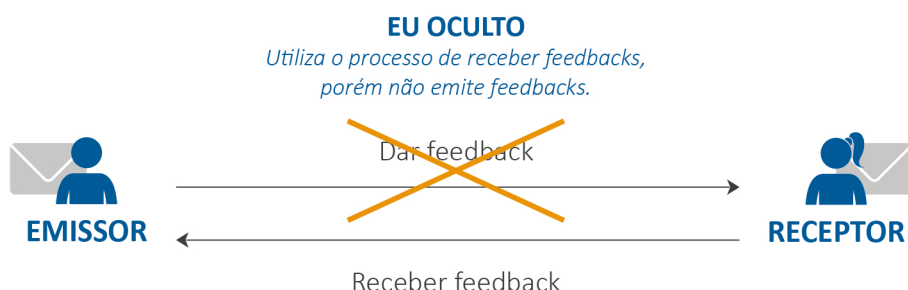 EU OCULTO
Utiliza o processo de receber feedbacks,
porém não emite feedbacks.
Dar feedback
EMISSOR
RECEPTOR
Receber feedback